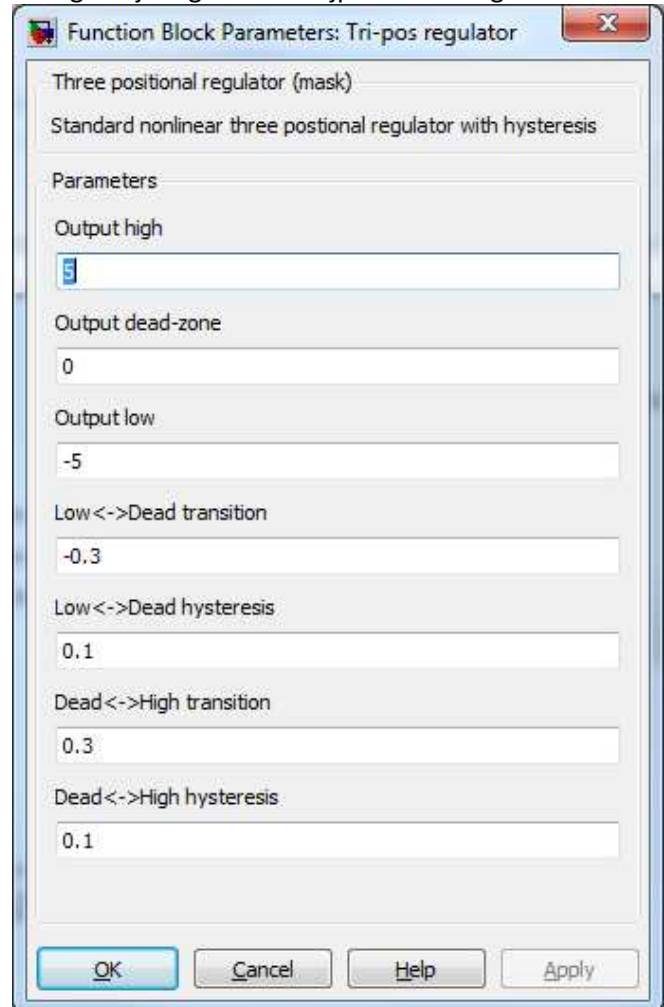 Function Block Parameters: Tri-pos regulator
Three positional regulator (mask)
Standard nonlinear three postional regulator with hysteresis
Parameters
Output high
5
Output dead-zone
0
Output low
-5
Low<->Dead transition
-0.3
Low<->Dead hysteresis
0.1
Dead<->High transition
0.3
Dead<->High hysteresis
0.1
OK Cancel Help Apply